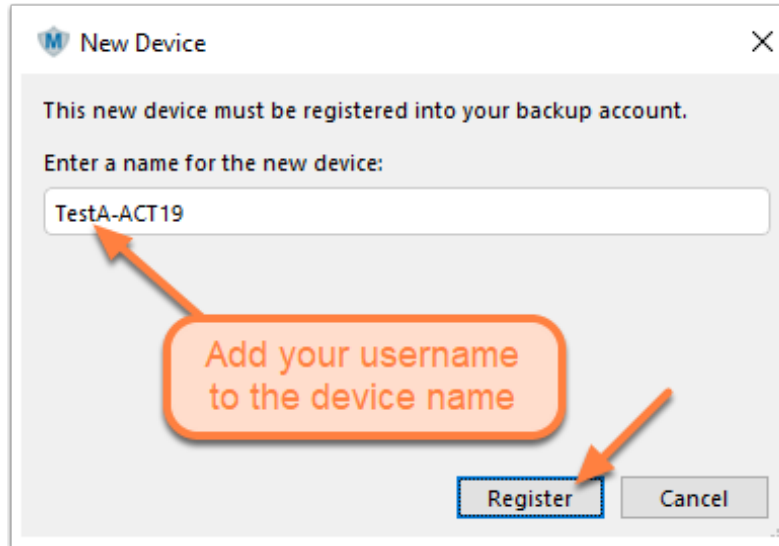 M New Device
This new device must be registered into your backup account.
Enter a name for the new device:
TestA-ACT19
Add your username
to the device name
Register Cancel